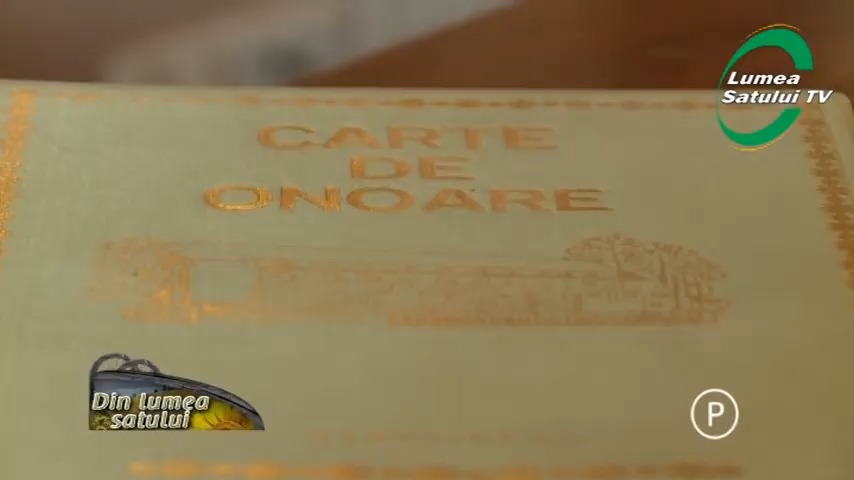 Lumea
Satului TV
CARTE
DE
ONOARE
Din lumea
satului
P